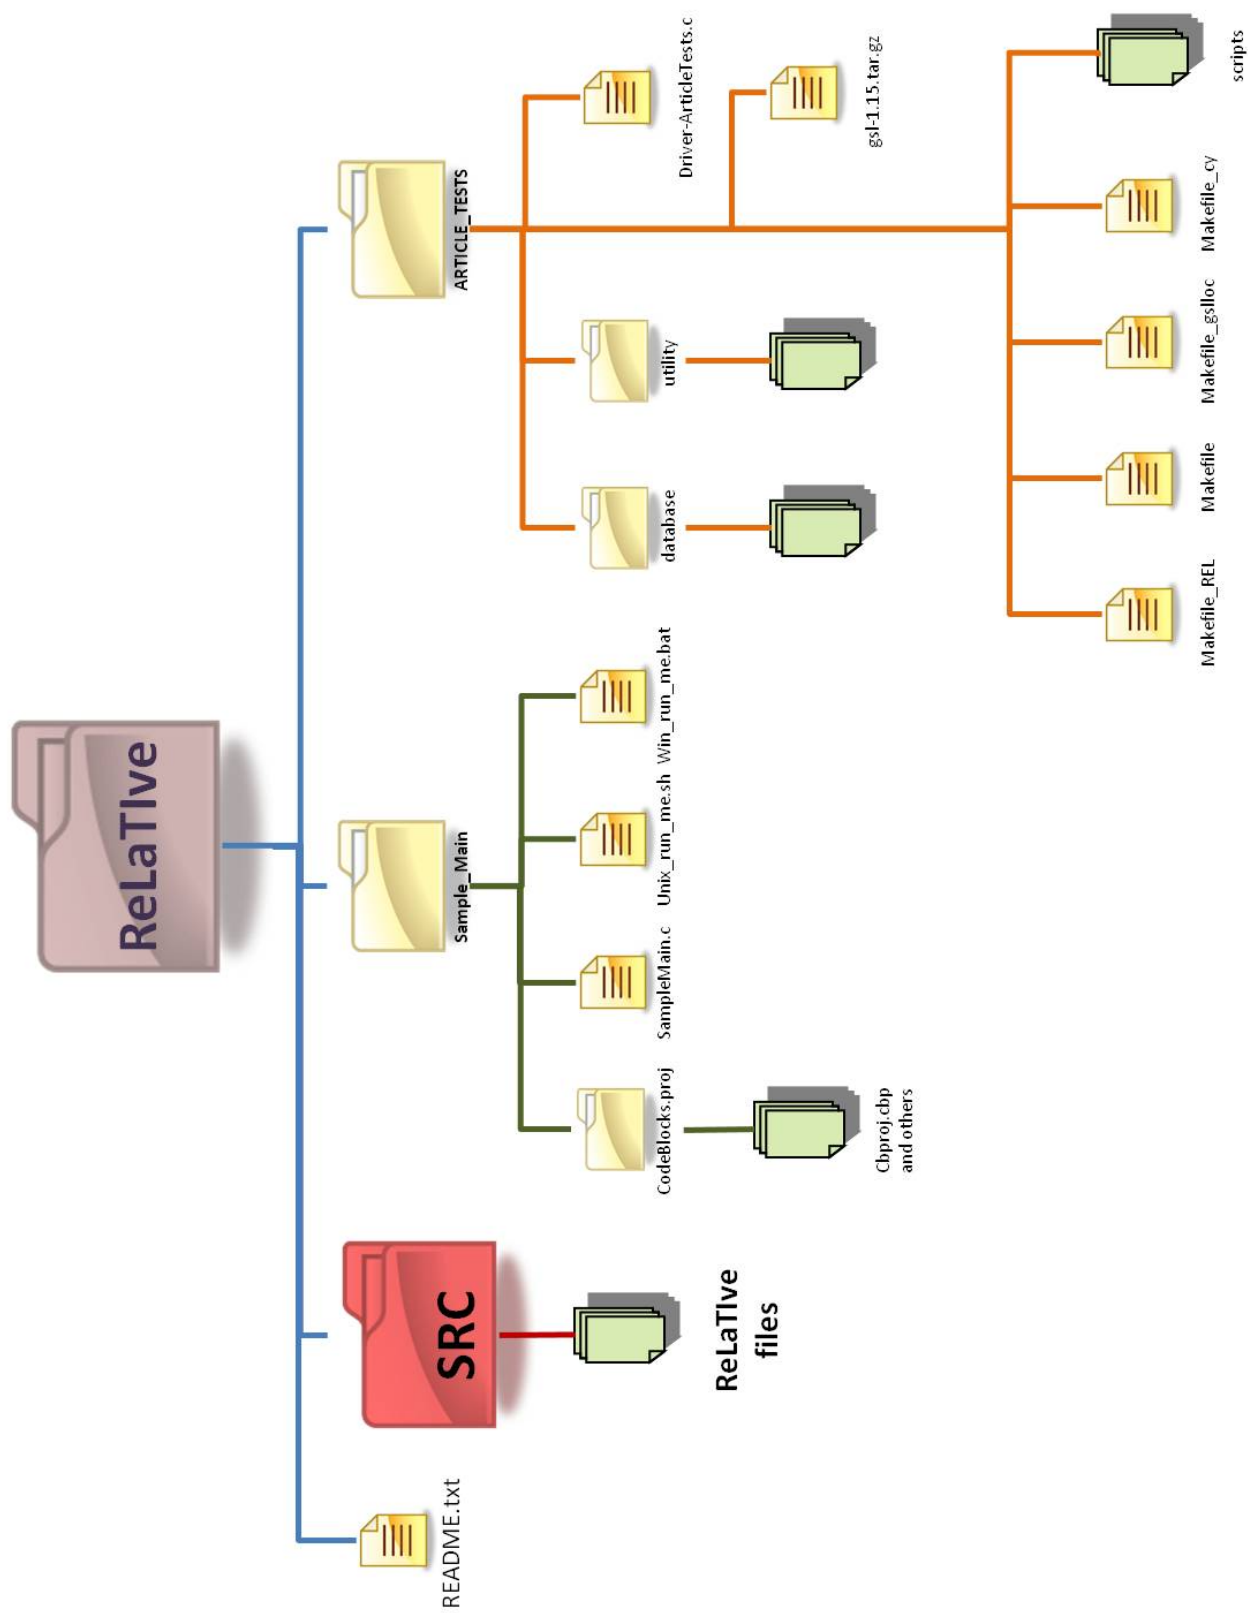 ReLaTIve
README.txt
SRC
Sample_Main
ARTICLE_TESTS
ReLaTIve
files
CodeBlocks.proj
SampleMain.c
Unix_run_me.sh
Win_run_me.bat
database
utility
Driver-ArticleTests.c
Cbproj.cbp
and others
gsl-1.15.tar.gz
Makefile_REL
Makefile
Makefile_gslloc
Makefile_cy
scripts